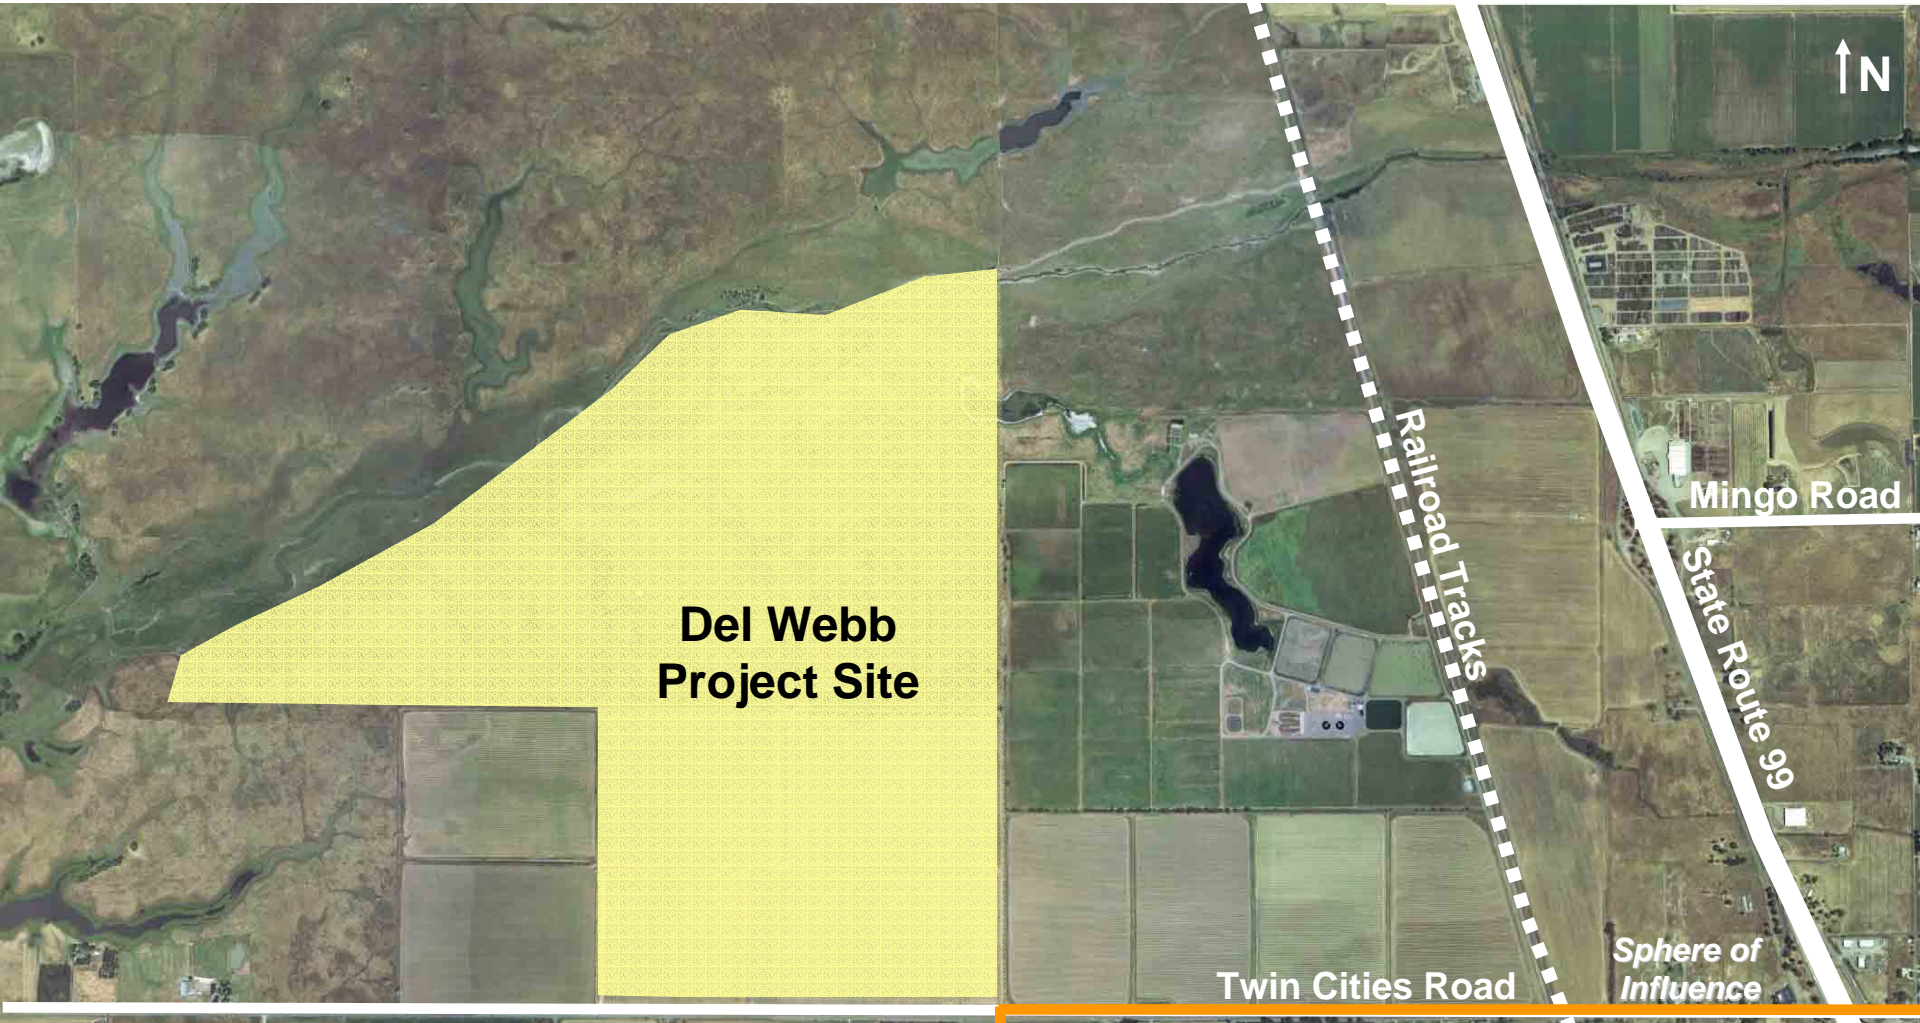 N
Railroad Tracks
Mingo Road
State Route 99
Del Webb
Project Site
Sphere of
Influence
Twin Cities Road